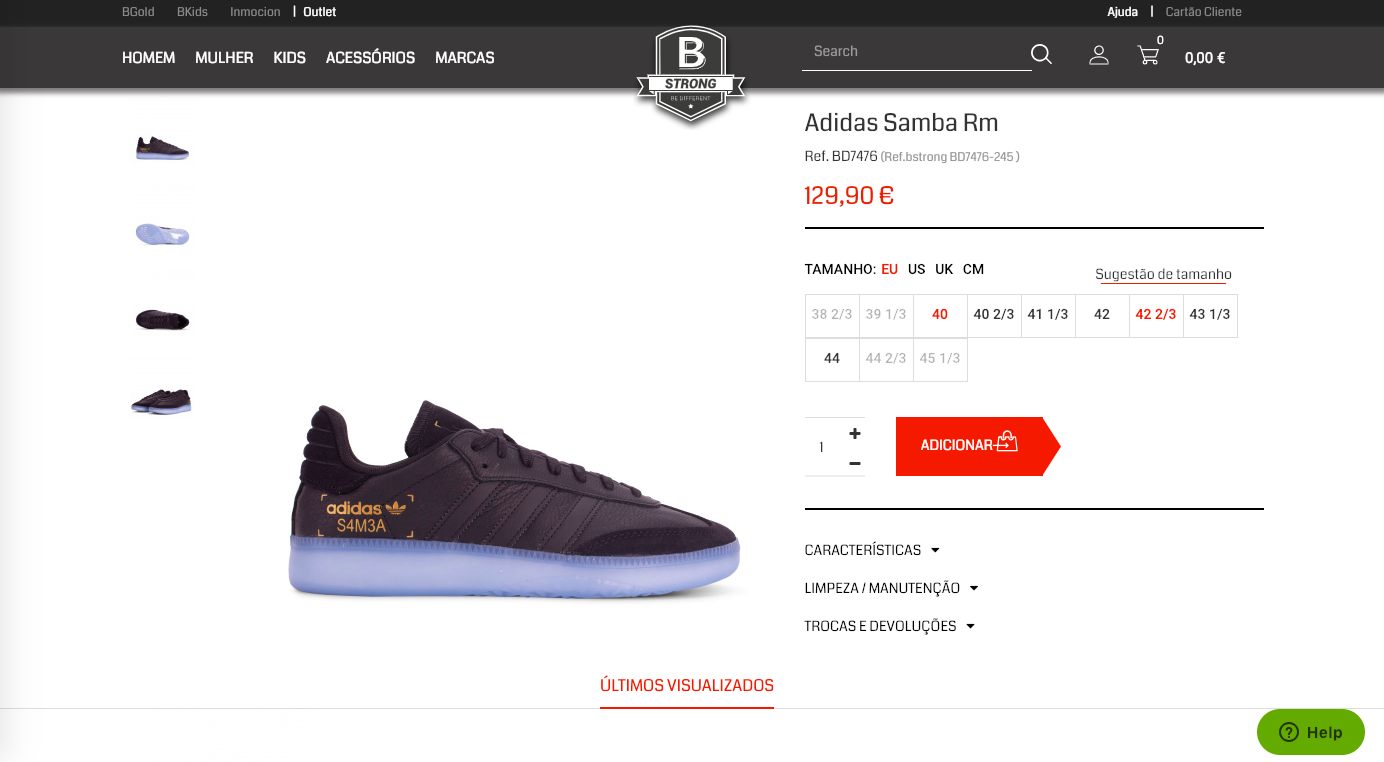 BGold BKids Inmocion | Outlet
Ajuda | Cartão Cliente
HOMEM MULHER KIDS ACESSÓRIOS MARCAS
B
STRONG
BE DIFFERENT
Search
0
0,00 €
Adidas Samba Rm
Ref. BD7476 (Ref.bstrong BD7476-245 )
129,90 €
TAMANHO: EU US UK CM
Sugestão de tamanho
38 2/3 39 1/3 40 40 2/3 41 1/3 42 42 2/3 43 1/3
44 44 2/3 45 1/3
adidas
S4M3A
1 + −
ADICIONAR
CARACTERÍSTICAS
LIMPEZA / MANUTENÇÃO
TROCAS E DEVOLUÇÕES
ÚLTIMOS VISUALIZADOS
? Help